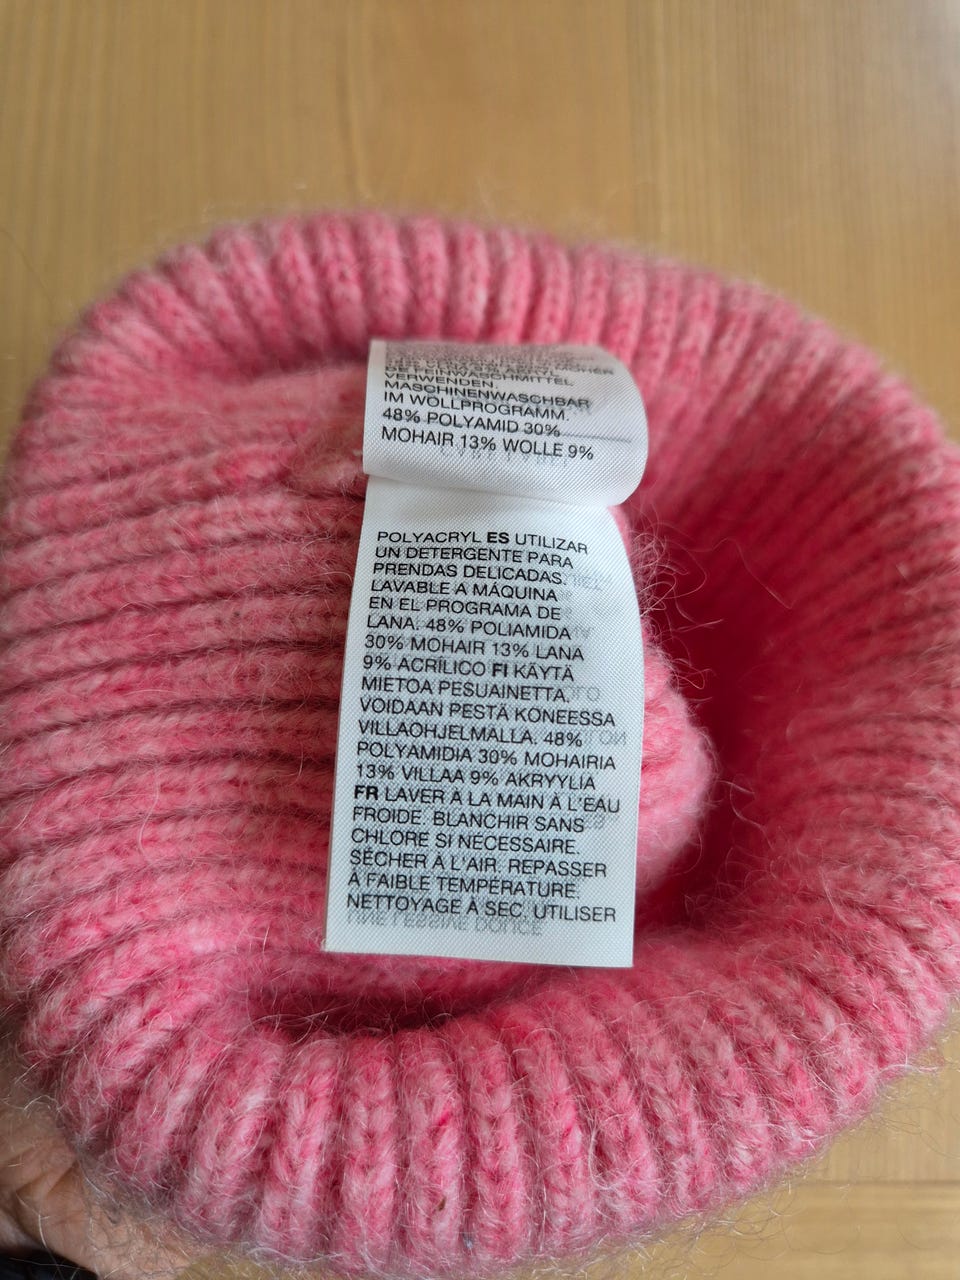 DE FEINWASCHMITTEL
VERWENDEN.
MASCHINENWASCHBAR
IM WOLLPROGRAMM.
48% POLYAMID 30%
MOHAIR 13% WOLLE 9%
POLYACRYL ES UTILIZAR
UN DETERGENTE PARA
PRENDAS DELICADAS.
LAVABLE A MÁQUINA
EN EL PROGRAMA DE
LANA. 48% POLIAMIDA
30% MOHAIR 13% LANA
9% ACRÍLICO FI KÄYTÄ
MIETOA PESUAINETTA.
VOIDAAN PESTÄ KONEESSA
VILLAOHJELMALLA. 48%
POLYAMIDIA 30% MOHAIRIA
13% VILLAA 9% AKRYYLIA
FR LAVER À LA MAIN À L'EAU
FROIDE. BLANCHIR SANS
CHLORE SI NÉCESSAIRE.
SÉCHER À L'AIR. REPASSER
À FAIBLE TEMPÉRATURE.
NETTOYAGE À SEC. UTILISER